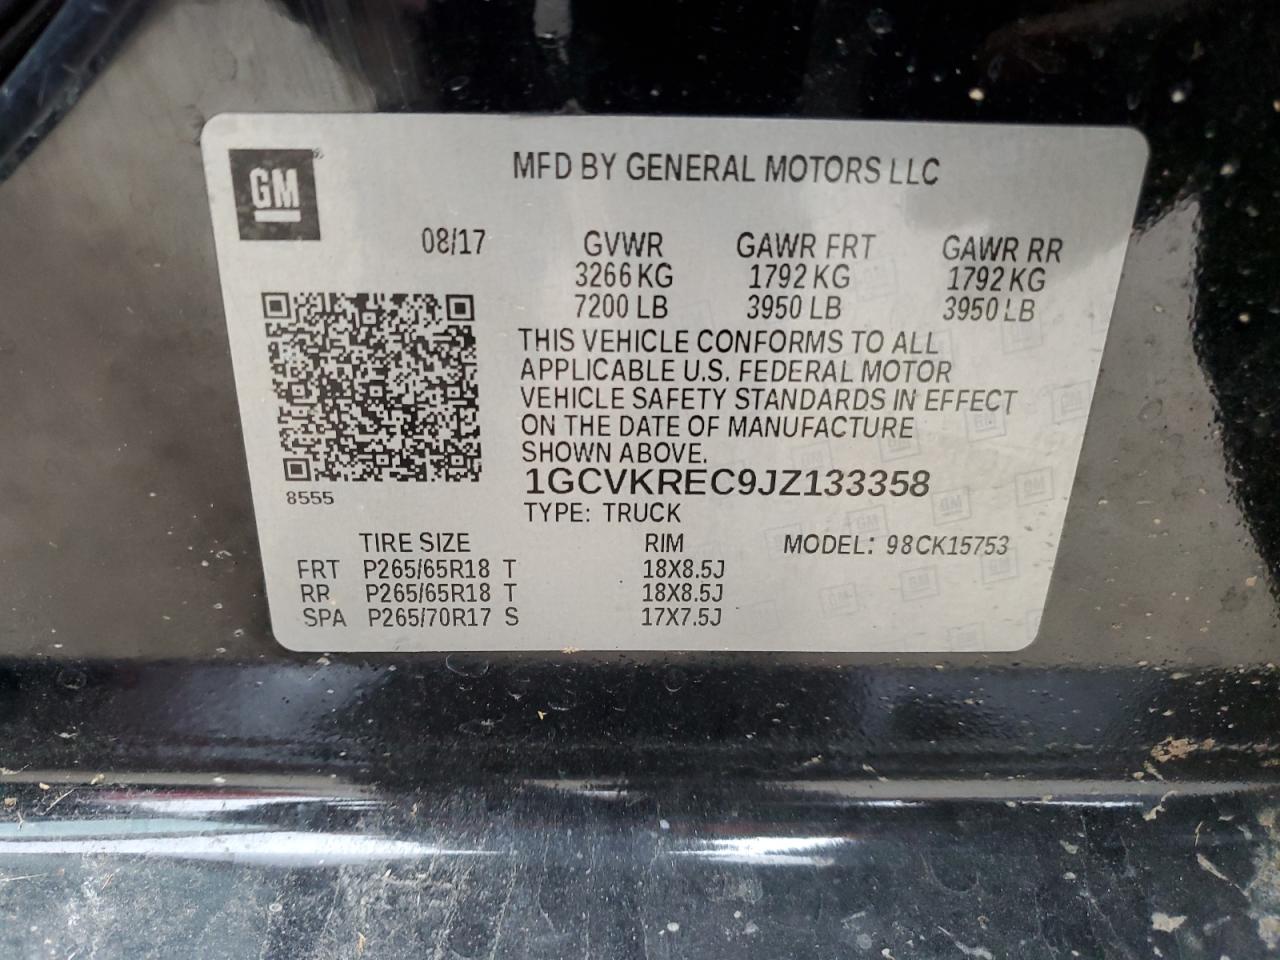 MFD BY GENERAL MOTORS LLC
GM
08/17 GVWR GAWR FRT GAWR RR
3266 KG 1792 KG 1792 KG
7200 LB 3950 LB 3950 LB
THIS VEHICLE CONFORMS TO ALL
APPLICABLE U.S. FEDERAL MOTOR
VEHICLE SAFETY STANDARDS IN EFFECT
ON THE DATE OF MANUFACTURE
SHOWN ABOVE.
1GCVKREC9JZ133358
8555
TYPE: TRUCK
TIRE SIZE RIM MODEL: 98CK15753
FRT P265/65R18 T 18X8.5J
RR P265/65R18 T 18X8.5J
SPA P265/70R17 S 17X7.5J